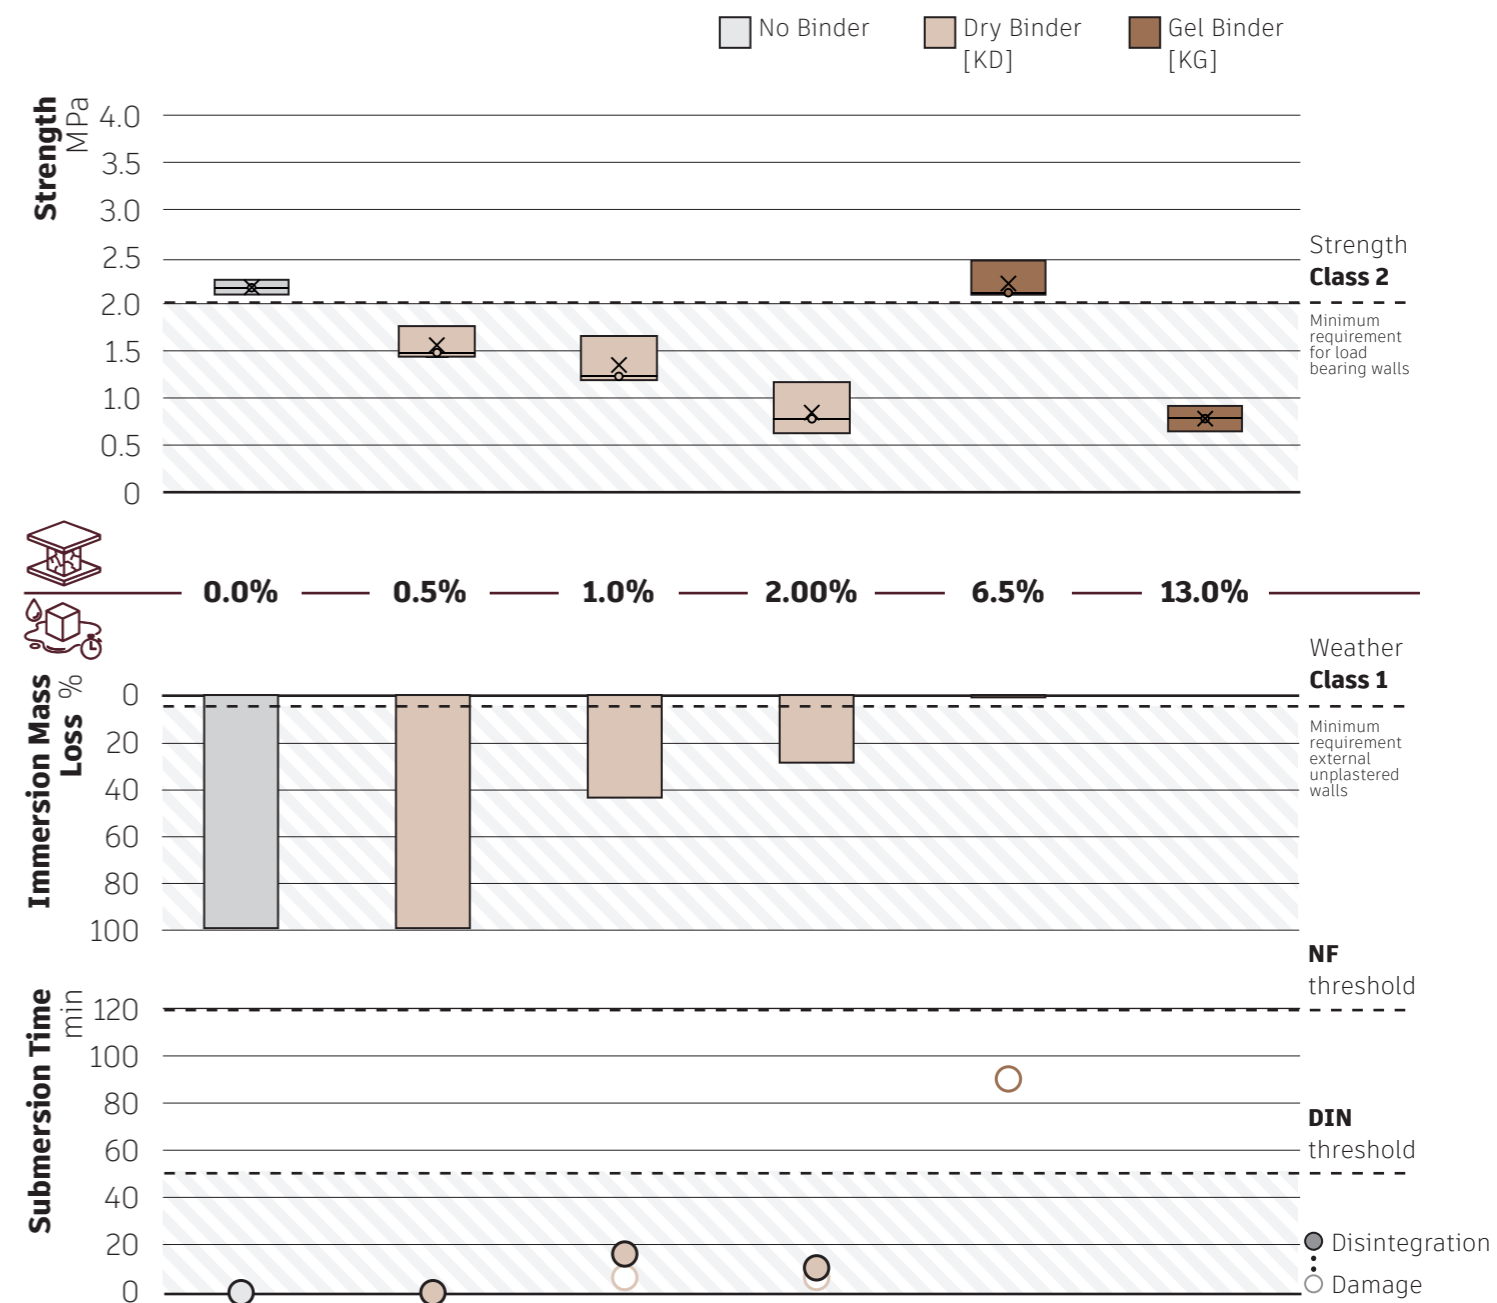 No Binder
Dry Binder
[KD]
Gel Binder
[KG]
Strength
MPa
4.0
3.5
3.0
2.5
2.0
1.5
1.0
0.5
0
Strength
Class 2
Minimum
requirement
for load
bearing walls
0.0% 0.5% 1.0% 2.00% 6.5% 13.0%
Immersion Mass
Loss %
0
20
40
60
80
100
Weather
Class 1
Minimum
requirement
external
unplastered
walls
Submersion Time
min
120
100
80
60
40
20
0
NF
threshold
DIN
threshold
Disintegration
Damage